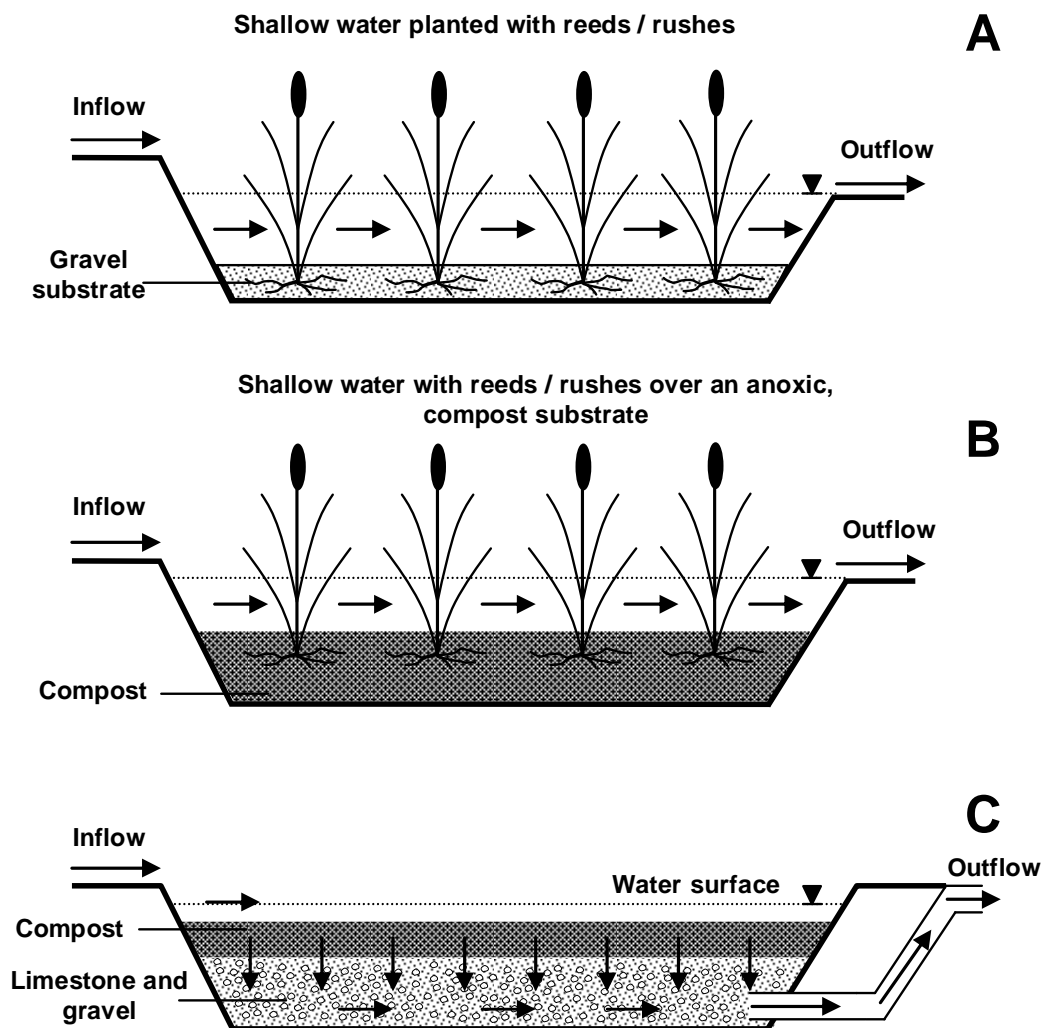 Shallow water planted with reeds / rushes
A
Inflow
Outflow
Gravel
substrate
Shallow water with reeds / rushes over an anoxic,
compost substrate
B
Inflow
Outflow
Compost
C
Inflow
Outflow
Water surface
Compost
Limestone and
gravel